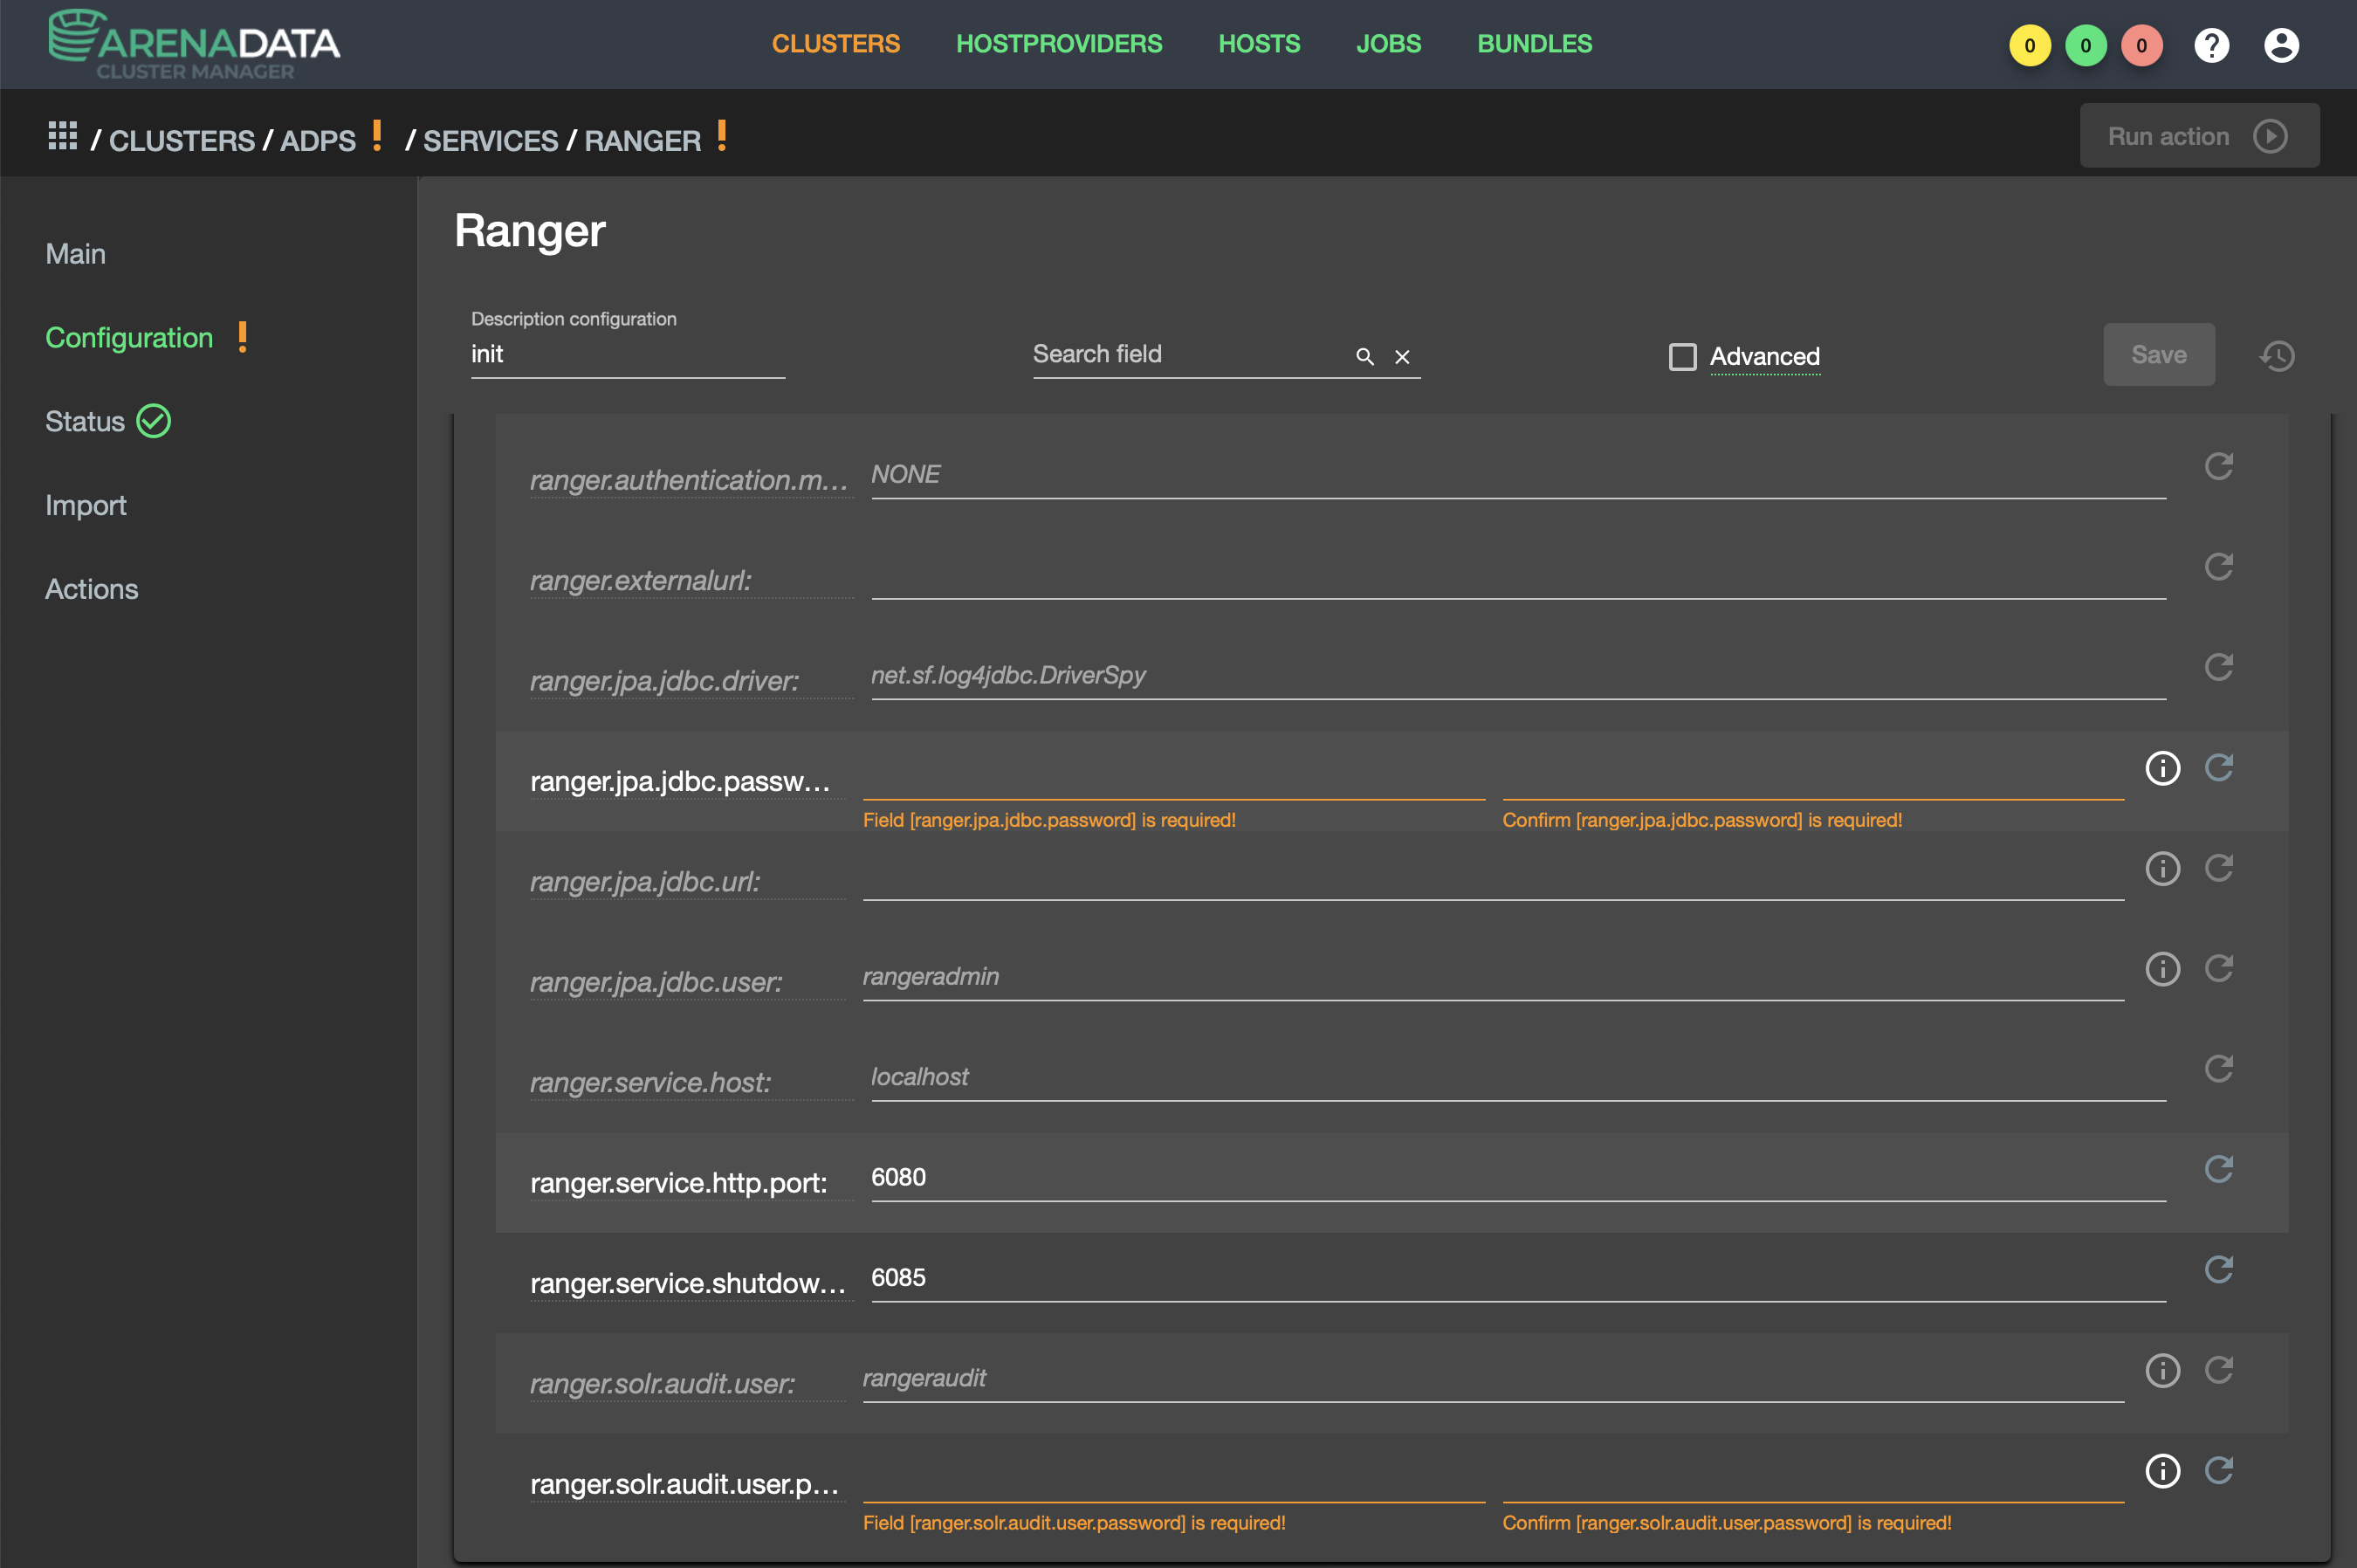 ARENADATA
CLUSTER MANAGER
CLUSTERS HOSTPROVIDERS HOSTS JOBS BUNDLES
0 0 0 ?
/ CLUSTERS / ADPS ! / SERVICES / RANGER !
Run action
Main
Configuration !
Status
Import
Actions
Ranger
Description configuration
init
Search field
Advanced
Save
ranger.authentication.m... NONE
ranger.externalurl:
ranger.jpa.jdbc.driver: net.sf.log4jdbc.DriverSpy
ranger.jpa.jdbc.passw...
Field [ranger.jpa.jdbc.password] is required! Confirm [ranger.jpa.jdbc.password] is required!
ranger.jpa.jdbc.url:
ranger.jpa.jdbc.user: rangeradmin
ranger.service.host: localhost
ranger.service.http.port: 6080
ranger.service.shutdow... 6085
ranger.solr.audit.user: rangeraudit
ranger.solr.audit.user.p...
Field [ranger.solr.audit.user.password] is required! Confirm [ranger.solr.audit.user.password] is required!